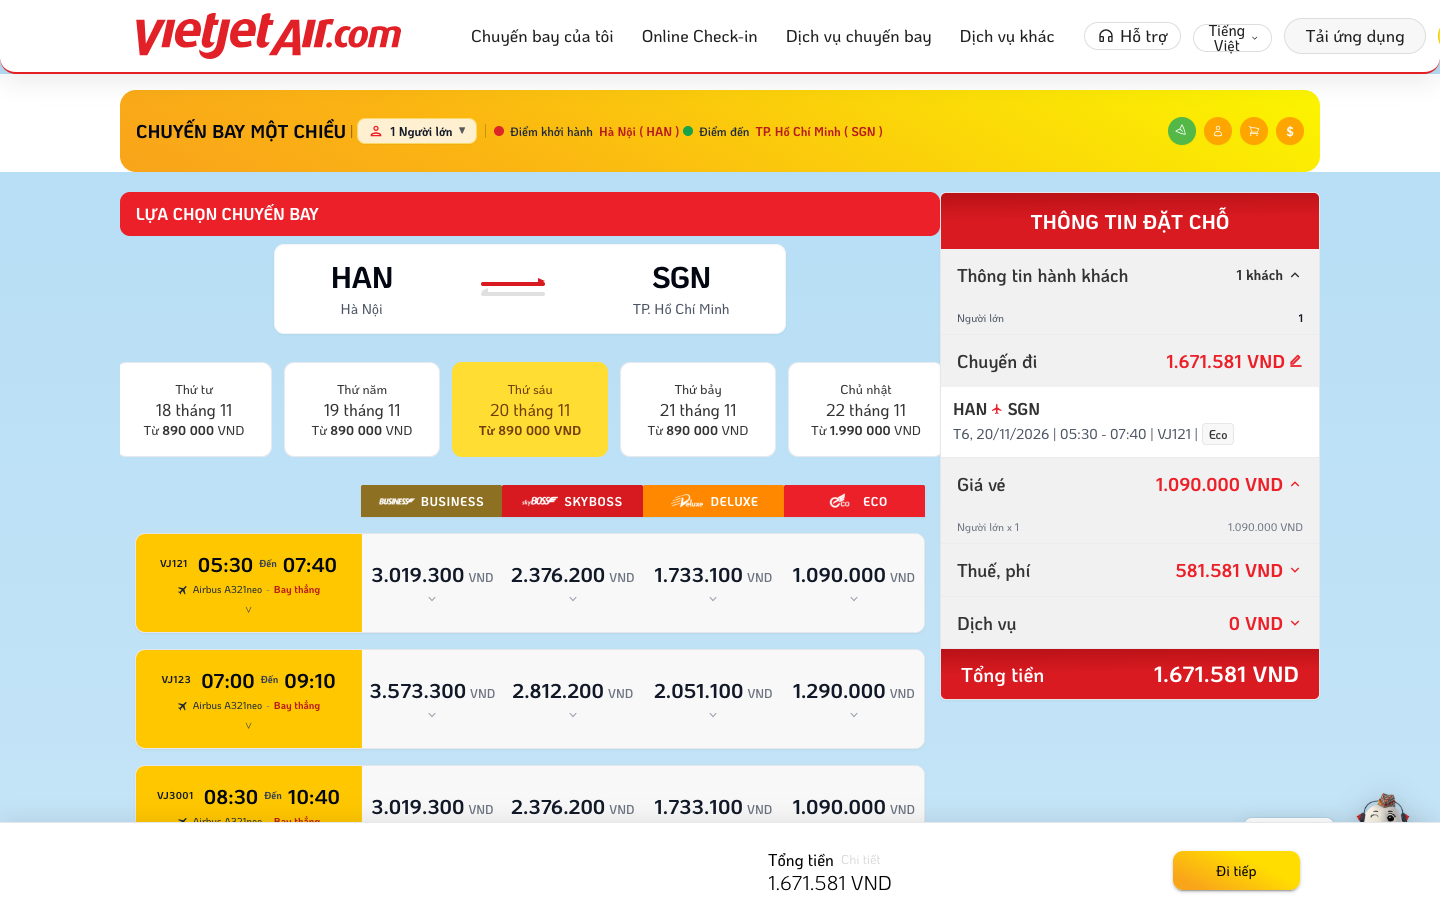 vietjetAir.com
Chuyến bay của tôi
Online Check-in
Dịch vụ chuyến bay
Dịch vụ khác
Hỗ trợ
Tiếng Việt
Tải ứng dụng
CHUYẾN BAY MỘT CHIỀU | 1 Người lớn ▼ | Điểm khởi hành Hà Nội ( HAN ) Điểm đến TP. Hồ Chí Minh ( SGN )
$
LỰA CHỌN CHUYẾN BAY
HAN SGN
Hà Nội TP. Hồ Chí Minh
Thứ tư
18 tháng 11
Từ 890 000 VND
Thứ năm
19 tháng 11
Từ 890 000 VND
Thứ sáu
20 tháng 11
Từ 890 000 VND
Thứ bảy
21 tháng 11
Từ 890 000 VND
Chủ nhật
22 tháng 11
Từ 1.990 000 VND
BUSINESS BUSINESS
skyBOSS SKYBOSS
Deluxe DELUXE
eco ECO
VJ121 05:30 Đến 07:40
Airbus A321neo - Bay thẳng
3.019.300 VND 2.376.200 VND 1.733.100 VND 1.090.000 VND
VJ123 07:00 Đến 09:10
Airbus A321neo - Bay thẳng
3.573.300 VND 2.812.200 VND 2.051.100 VND 1.290.000 VND
VJ3001 08:30 Đến 10:40
Airbus A321neo - Bay thẳng
3.019.300 VND 2.376.200 VND 1.733.100 VND 1.090.000 VND
THÔNG TIN ĐẶT CHỖ
Thông tin hành khách 1 khách
Người lớn 1
Chuyến đi 1.671.581 VND
HAN SGN
T6, 20/11/2026 | 05:30 - 07:40 | VJ121 | Eco
Giá vé 1.090.000 VND
Người lớn x 1 1.090.000 VND
Thuế, phí 581.581 VND
Dịch vụ 0 VND
Tổng tiền 1.671.581 VND
Tổng tiền Chi tiết
1.671.581 VND
Đi tiếp